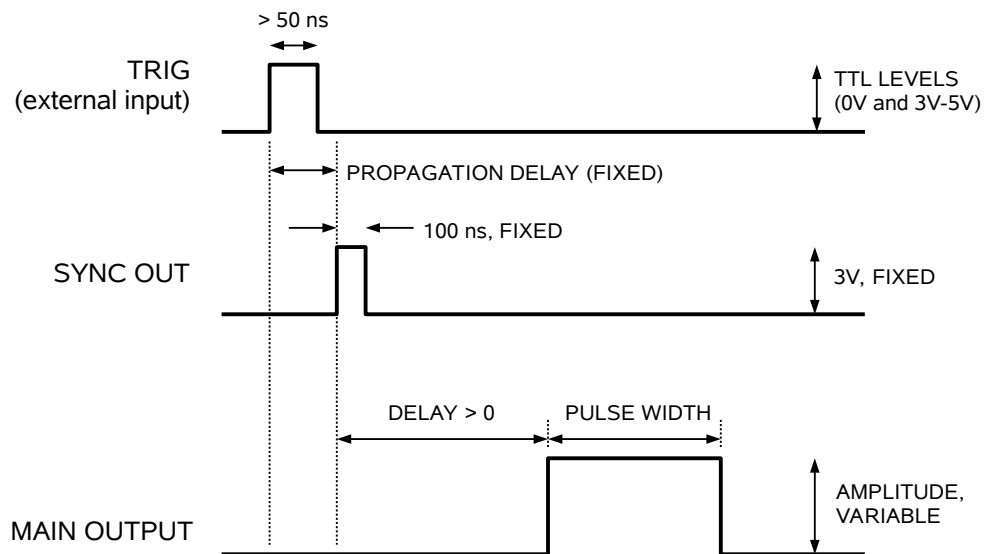 > 50 ns
TRIG
(external input)
TTL LEVELS
(0V and 3V-5V)
PROPAGATION DELAY (FIXED)
100 ns, FIXED
SYNC OUT
3V, FIXED
DELAY > 0
PULSE WIDTH
MAIN OUTPUT
AMPLITUDE,
VARIABLE